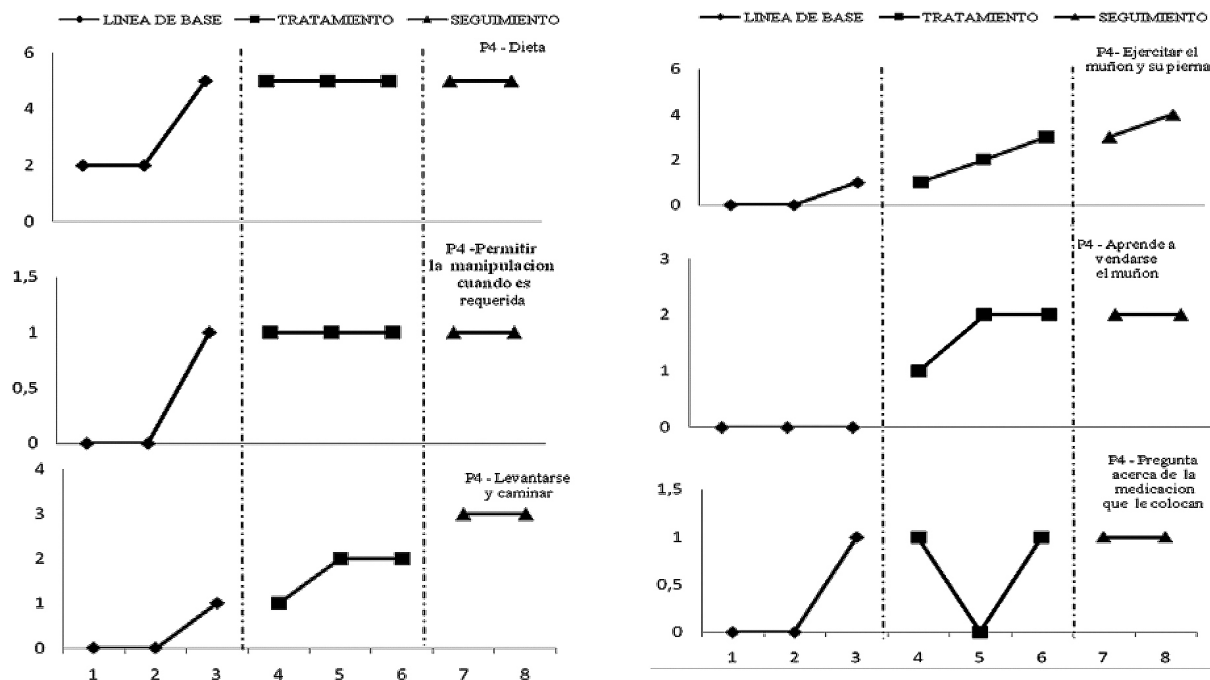 LINEA DE BASE TRATAMIENTO SEGUIMIENTO
P4 - Dieta
6
4
2
0
P4 -Permitir
la manipulacion
cuando es
requerida
1,5
1
0,5
0
P4 - Levantarse
y caminar
4
3
2
1
0
1 2 3 4 5 6 7 8
LINEA DE BASE TRATAMIENTO SEGUIMIENTO
P4- Ejercitar el
muñon y su pierna
6
4
2
0
P4 - Aprende a
vendarse
el muñon
3
2
1
0
P4 - Pregunta
acerca de la
medicacion
que le colocan
1,5
1
0,5
0
1 2 3 4 5 6 7 8